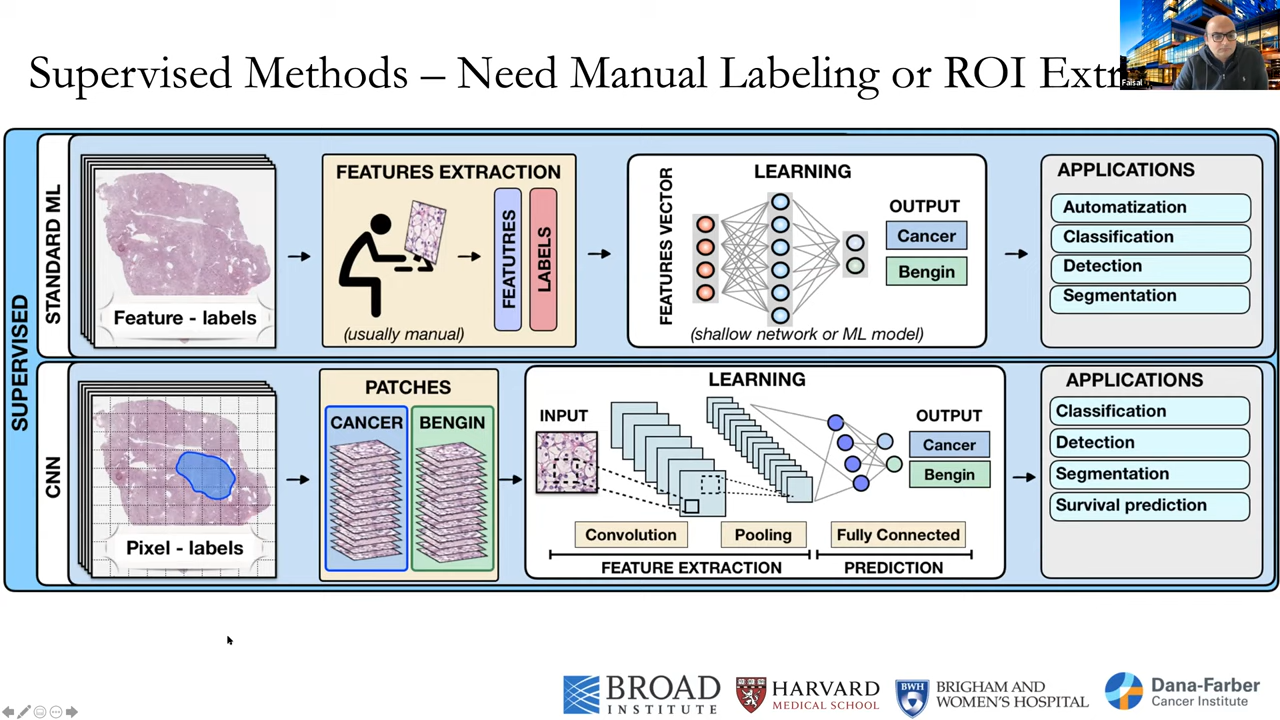 Supervised Methods – Need Manual Labeling or ROI Extr
Faisal
SUPERVISED
STANDARD ML
Feature - labels
FEATURES EXTRACTION
FEATUTRES
LABELS
(usually manual)
LEARNING
FEATURES VECTOR
OUTPUT
Cancer
Bengin
(shallow network or ML model)
APPLICATIONS
Automatization
Classification
Detection
Segmentation
CNN
Pixel - labels
PATCHES
CANCER
BENGIN
LEARNING
INPUT
OUTPUT
Cancer
Bengin
Convolution
Pooling
Fully Connected
FEATURE EXTRACTION
PREDICTION
APPLICATIONS
Classification
Detection
Segmentation
Survival prediction
BROAD
INSTITUTE
HARVARD
MEDICAL SCHOOL
BWH
BRIGHAM AND
WOMEN'S HOSPITAL
Dana-Farber
Cancer Institute